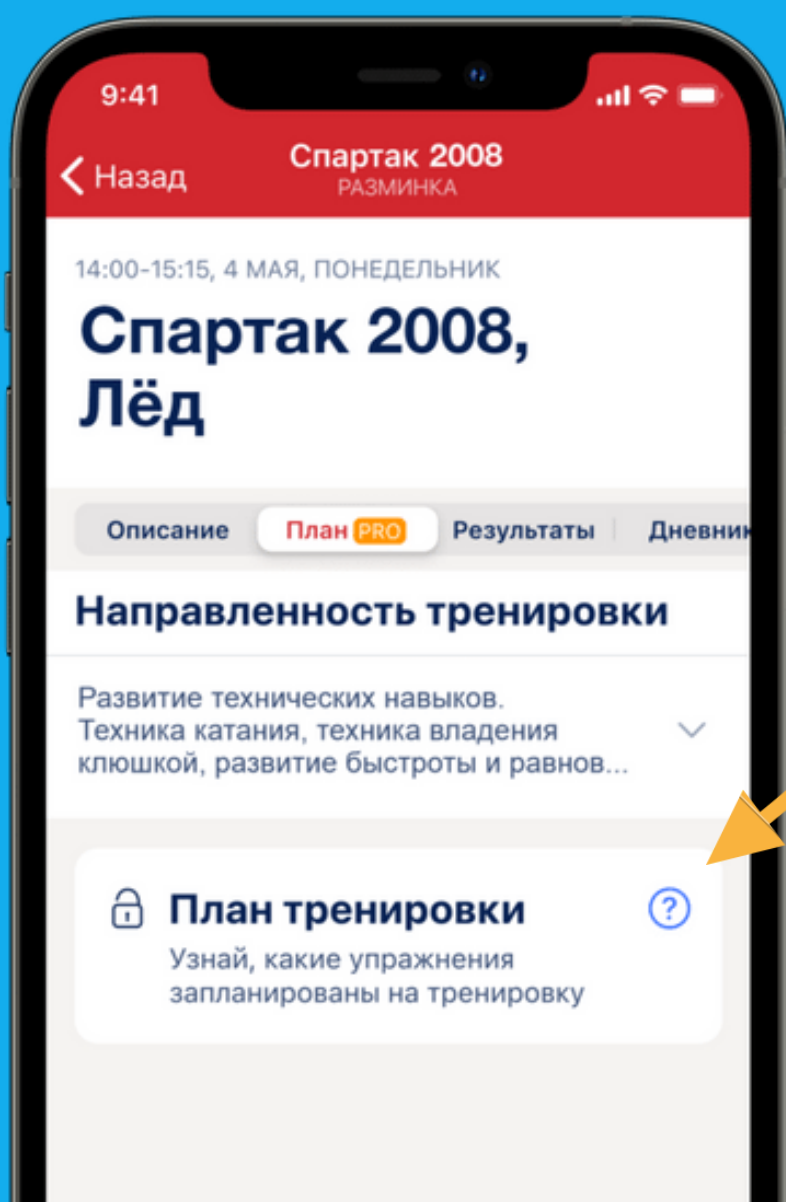 9:41
Назад
Спартак 2008
РАЗМИНКА
14:00-15:15, 4 МАЯ, ПОНЕДЕЛЬНИК
Спартак 2008,
Лёд
Описание План PRO Результаты Дневник
Направленность тренировки
Развитие технических навыков.
Техника катания, техника владения
клюшкой, развитие быстроты и равнов...
План тренировки ?
Узнай, какие упражнения
запланированы на тренировку